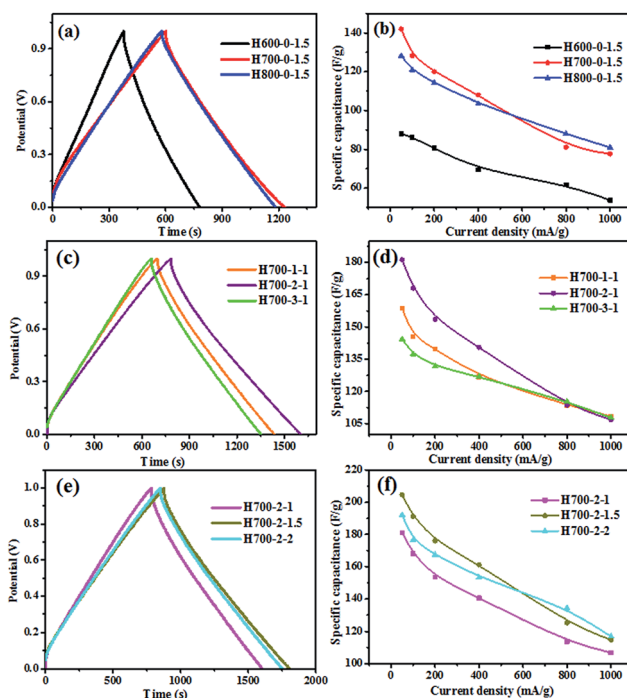 (a)
H600-0-1.5
H700-0-1.5
H800-0-1.5
Potential (V)
1.0
0.9
0.6
0.3
0.0
0 300 600 900 1200
Time (s)
(b)
H600-0-1.5
H700-0-1.5
H800-0-1.5
Specific capacitance (F/g)
140
120
100
80
60
0 200 400 600 800 1000
Current density (mA/g)
(c)
H700-1-1
H700-2-1
H700-3-1
Potential (V)
0.9
0.6
0.3
0.0
0 300 600 900 1200 1500
Time (s)
(d)
H700-1-1
H700-2-1
H700-3-1
Specific capacitance (F/g)
180
165
150
135
120
105
0 200 400 600 800 1000
Current density (mA/g)
(e)
H700-2-1
H700-2-1.5
H700-2-2
Potential (V)
1.0
0.8
0.6
0.4
0.2
0.0
0 500 1000 1500 2000
Time (s)
(f)
H700-2-1
H700-2-1.5
H700-2-2
Specific capacitance (F/g)
220
200
180
160
140
120
100
0 200 400 600 800 1000
Current density (mA/g)